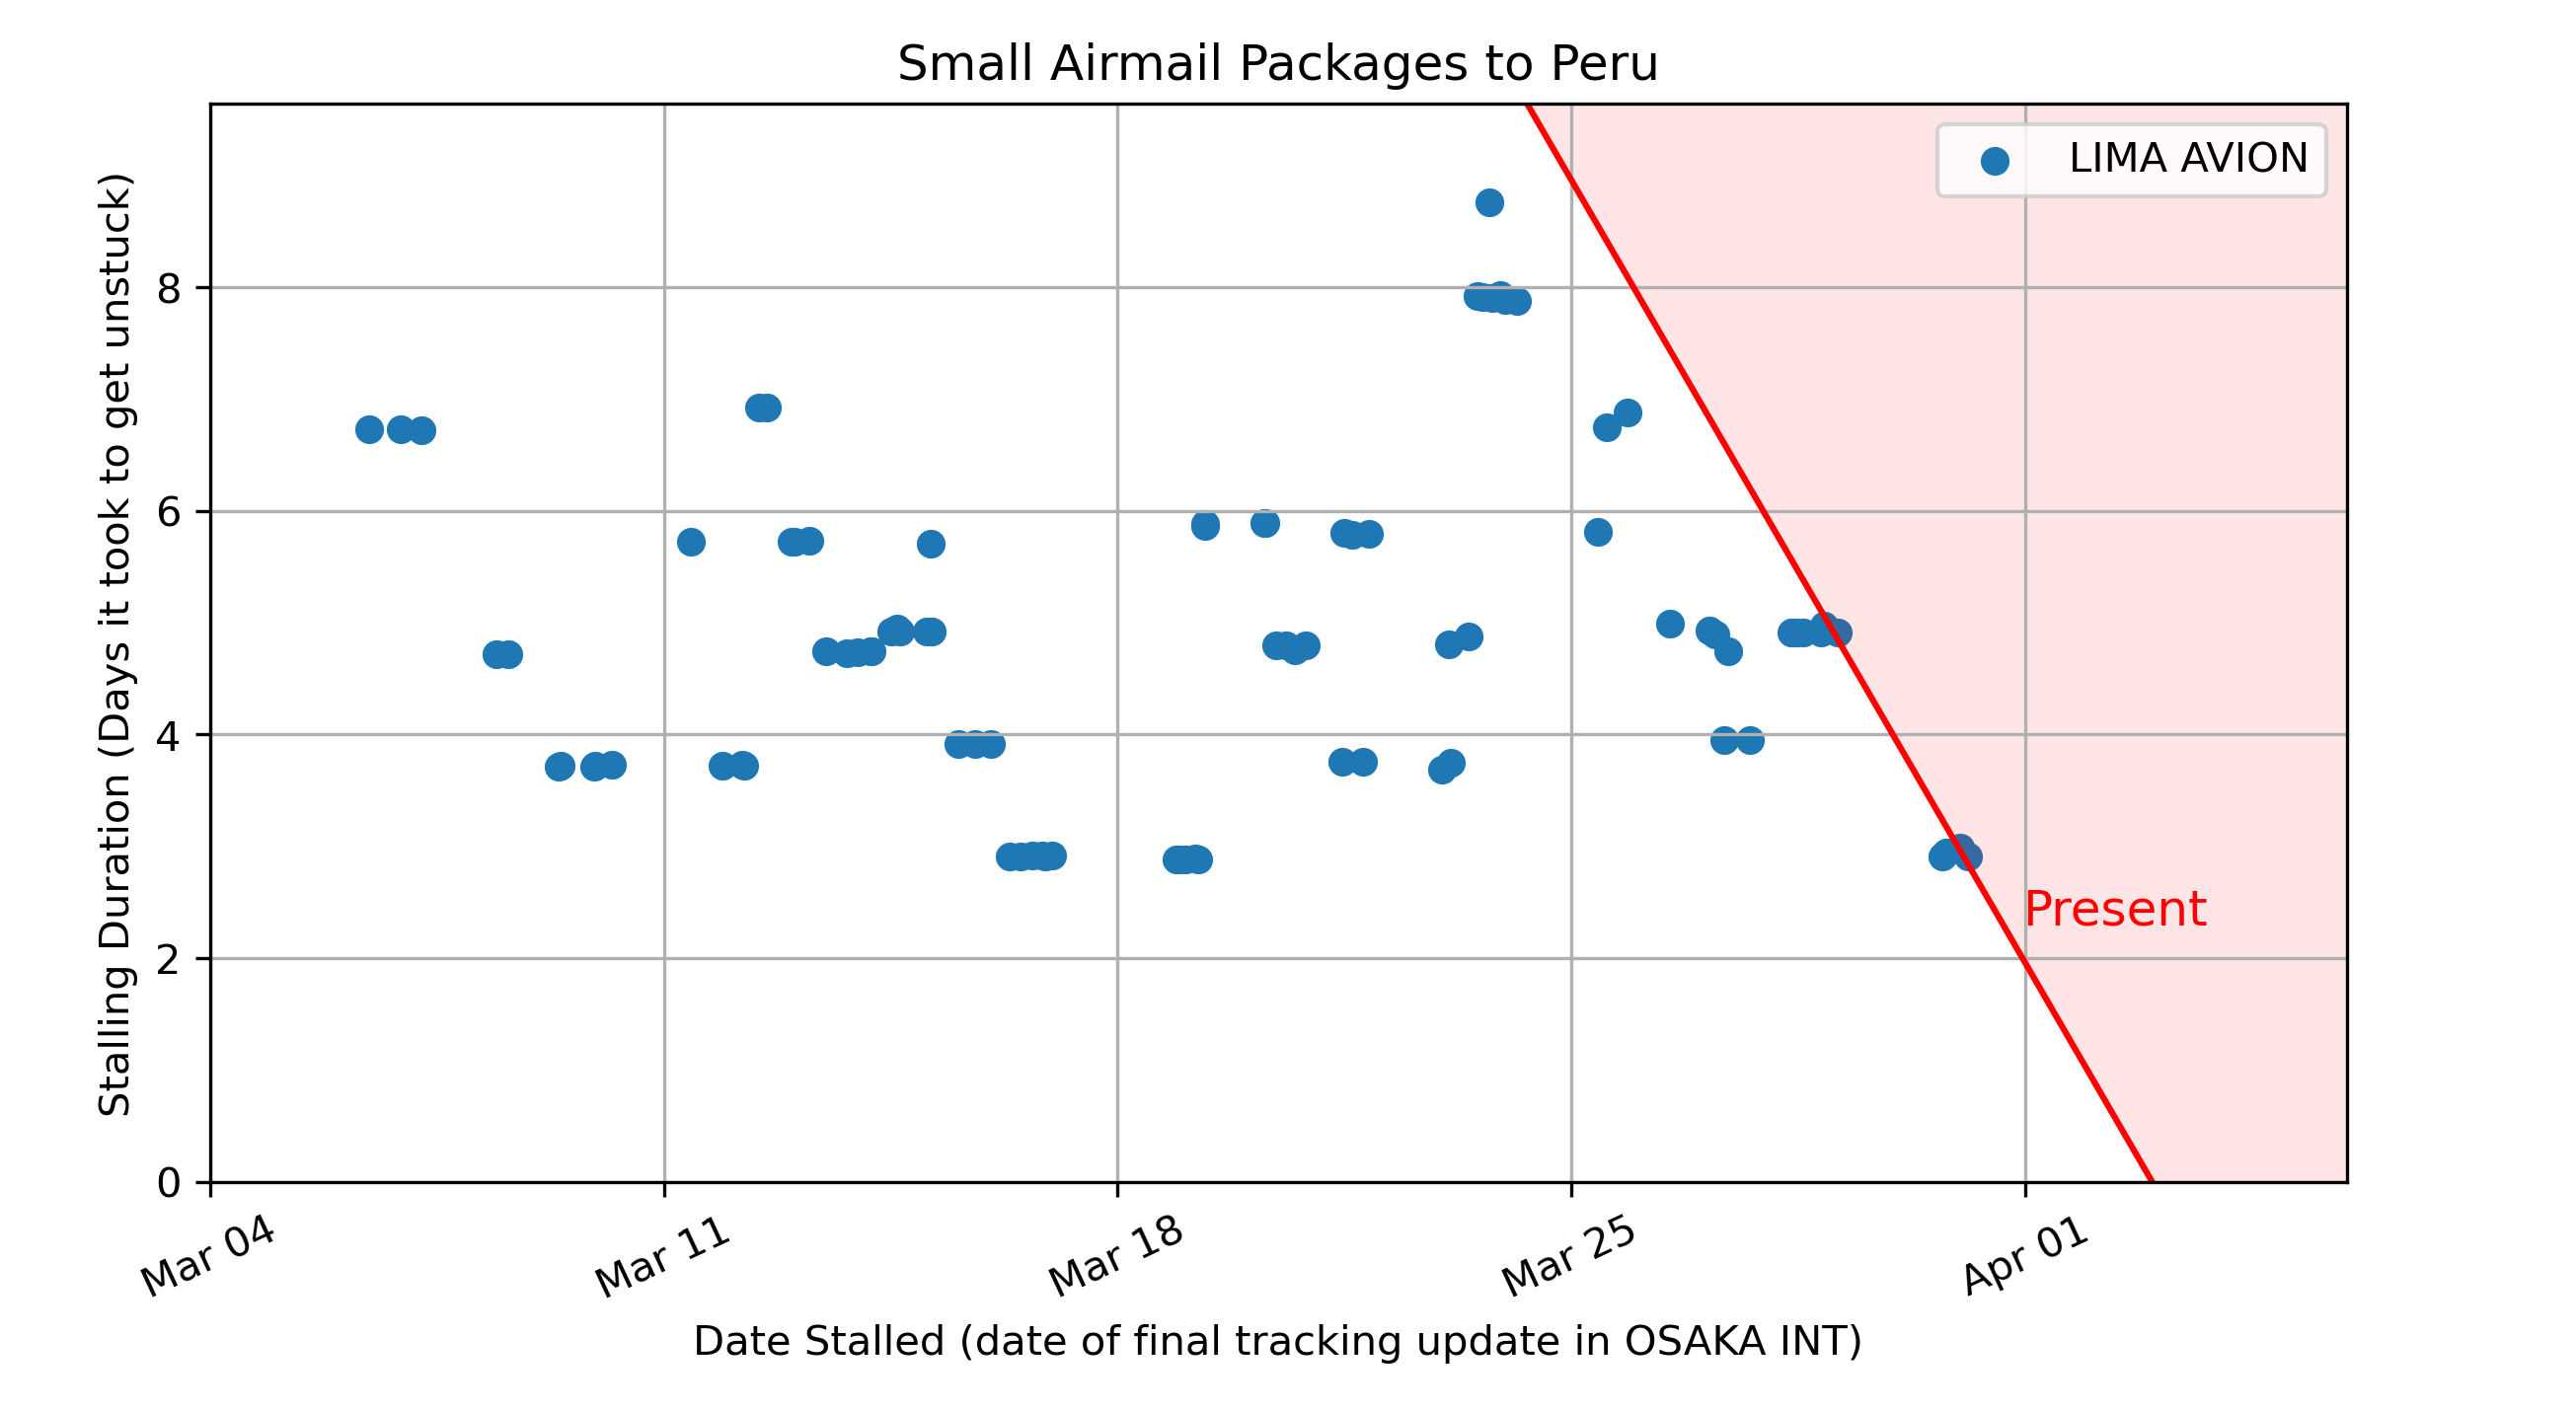 Small Airmail Packages to Peru
LIMA AVION
Stalling Duration (Days it took to get unstuck)
8
6
4
2
0
Present
Mar 04
Mar 11
Mar 18
Mar 25
Apr 01
Date Stalled (date of final tracking update in OSAKA INT)